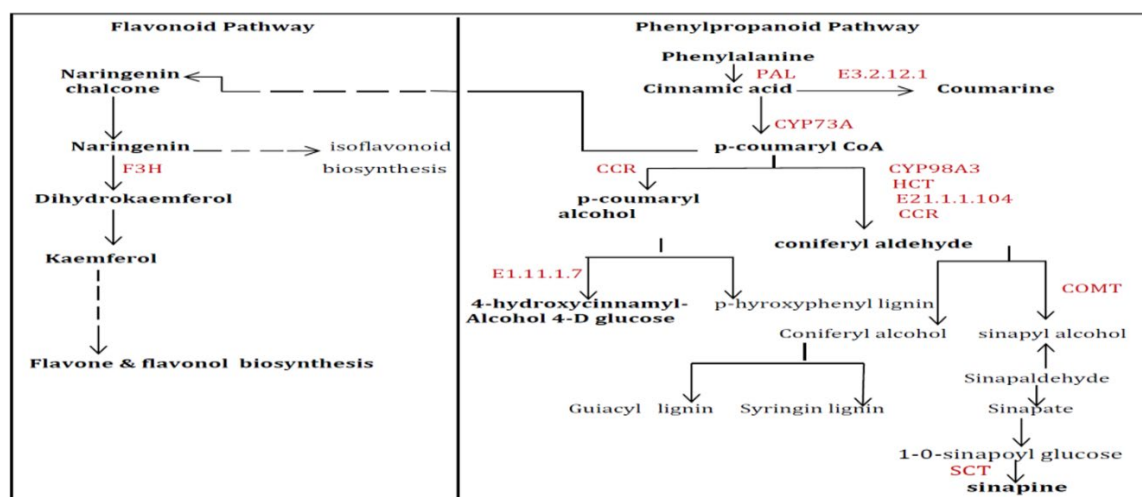 Flavonoid Pathway
Naringenin
chalcone
Naringenin
isoflavonoid
biosynthesis
F3H
Dihydrokaemferol
Kaemferol
Flavone & flavonol biosynthesis
Phenylpropanoid Pathway
Phenylalanine
PAL
E3.2.12.1
Cinnamic acid
Coumarine
CYP73A
p-coumaryl CoA
CCR
CYP98A3
HCT
E21.1.1.104
CCR
p-coumaryl
alcohol
coniferyl aldehyde
E1.11.1.7
COMT
4-hydroxycinnamyl-
Alcohol 4-D glucose
p-hyroxyphenyl lignin
Coniferyl alcohol
sinapyl alcohol
Sinapaldehyde
Guiacyl lignin
Syringin lignin
Sinapate
1-0-sinapoyl glucose
SCT
sinapine